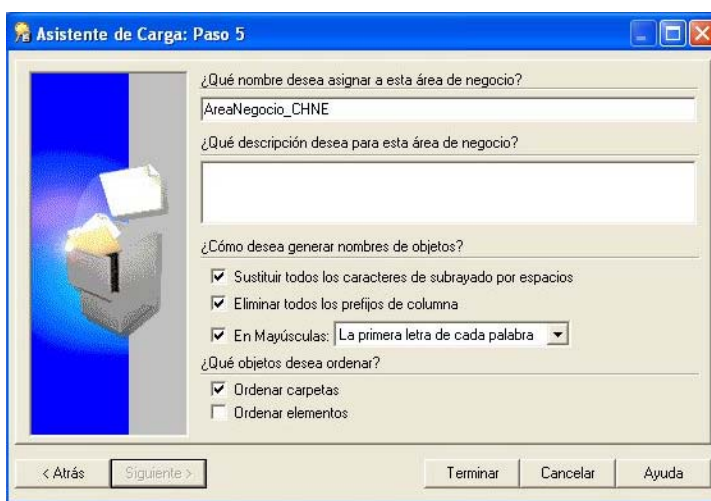 Asistente de Carga: Paso 5
¿Qué nombre desea asignar a esta área de negocio?
AreaNegocio_CHNE
¿Qué descripción desea para esta área de negocio?
¿Cómo desea generar nombres de objetos?
Sustituir todos los caracteres de subrayado por espacios
Eliminar todos los prefijos de columna
En Mayúsculas: La primera letra de cada palabra
¿Qué objetos desea ordenar?
Ordenar carpetas
Ordenar elementos
< Atrás Siguiente > Terminar Cancelar Ayuda